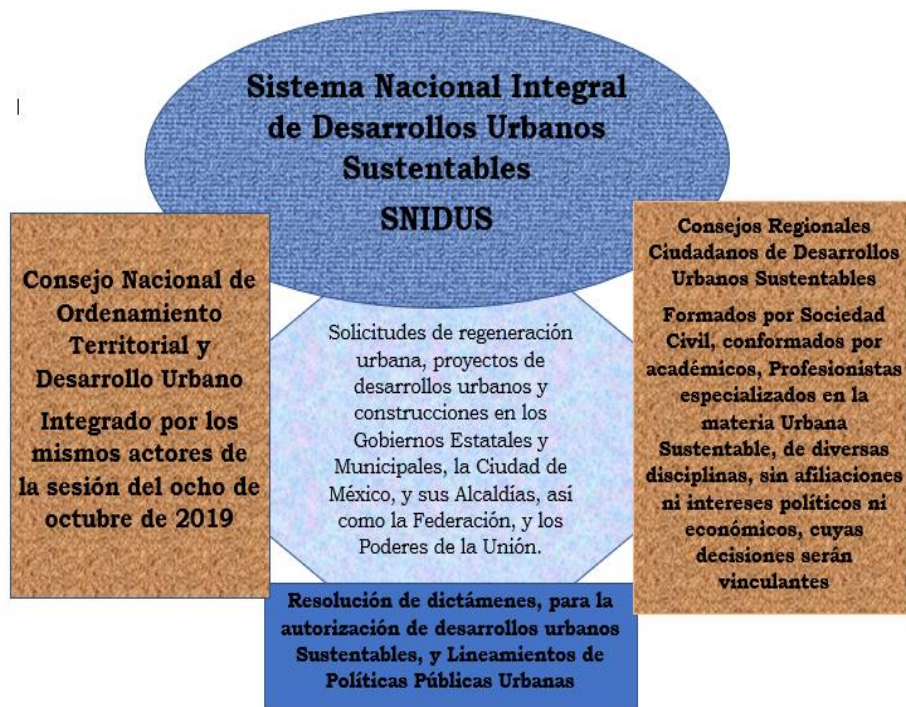 Sistema Nacional Integral
de Desarrollos Urbanos
Sustentables
SNIDUS
Consejo Nacional de
Ordenamiento
Territorial y
Desarrollo Urbano
Integrado por los
mismos actores de
la sesión del ocho de
octubre de 2019
Solicitudes de regeneración
urbana, proyectos de
desarrollos urbanos y
construcciones en los
Gobiernos Estatales y
Municipales, la Ciudad de
México, y sus Alcaldías, así
como la Federación, y los
Poderes de la Unión.
Consejos Regionales
Ciudadanos de Desarrollos
Urbanos Sustentables
Formados por Sociedad
Civil, conformados por
académicos, Profesionistas
especializados en la
materia Urbana
Sustentable, de diversas
disciplinas, sin afiliaciones
ni intereses políticos ni
económicos, cuyas
decisiones serán
vinculantes
Resolución de dictámenes, para la
autorización de desarrollos urbanos
Sustentables, y Lineamientos de
Políticas Públicas Urbanas